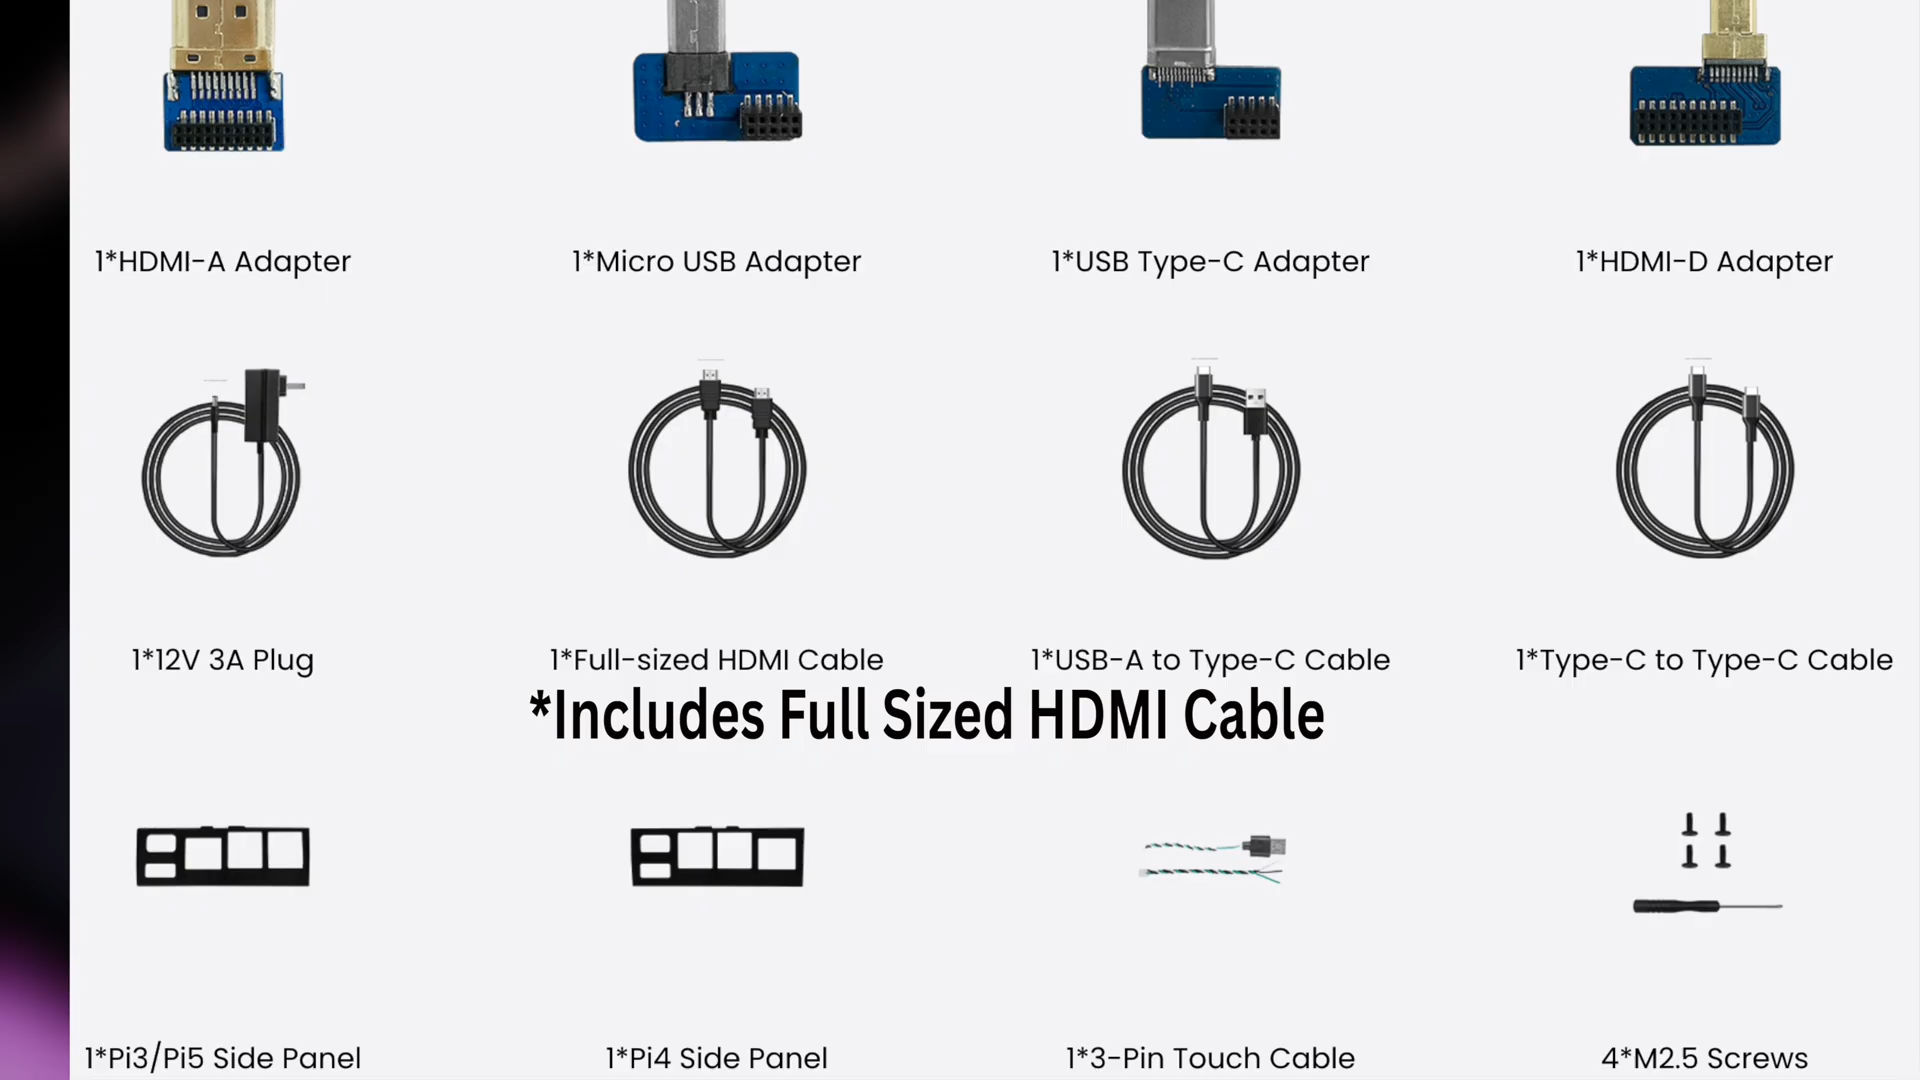 1*HDMI-A Adapter
1*Micro USB Adapter
1*USB Type-C Adapter
1*HDMI-D Adapter
1*12V 3A Plug
1*Full-sized HDMI Cable
1*USB-A to Type-C Cable
1*Type-C to Type-C Cable
*Includes Full Sized HDMI Cable
1*Pi3/Pi5 Side Panel
1*Pi4 Side Panel
1*3-Pin Touch Cable
4*M2.5 Screws